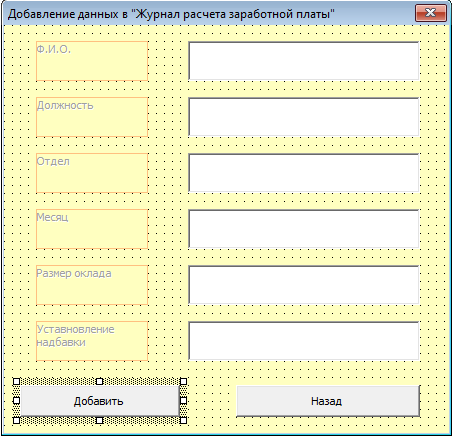 Добавление данных в "Журнал расчета заработной платы"
Ф.И.О.
Должность
Отдел
Месяц
Размер оклада
Уставновление
надбавки
Добавить
Назад